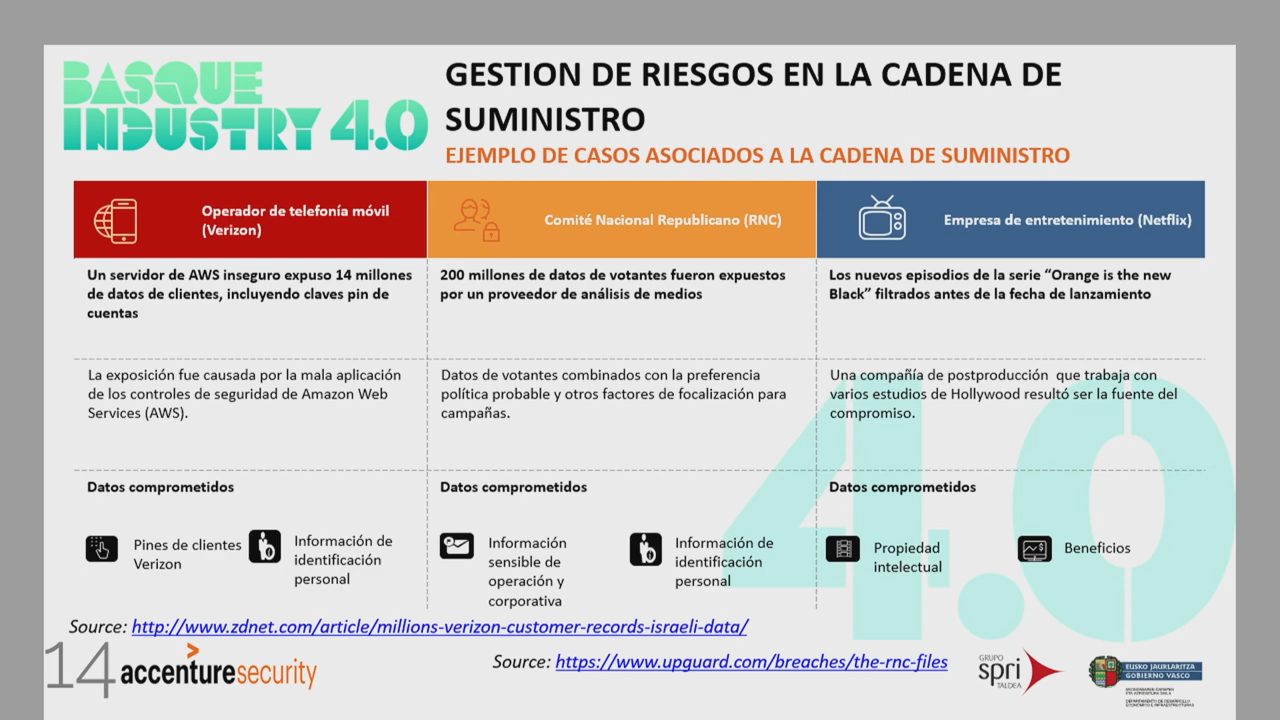 BASQUE
INDUSTRY 4.0
GESTION DE RIESGOS EN LA CADENA DE
SUMINISTRO
EJEMPLO DE CASOS ASOCIADOS A LA CADENA DE SUMINISTRO
Operador de telefonía móvil
(Verizon)
Un servidor de AWS inseguro expuso 14 millones
de datos de clientes, incluyendo claves pin de
cuentas
La exposición fue causada por la mala aplicación
de los controles de seguridad de Amazon Web
Services (AWS).
Datos comprometidos
Pines de clientes
Verizon
Información de
identificación
personal
Comité Nacional Republicano (RNC)
200 millones de datos de votantes fueron expuestos
por un proveedor de análisis de medios
Datos de votantes combinados con la preferencia
política probable y otros factores de focalización para
campañas.
Datos comprometidos
Información
sensible de
operación y
corporativa
Información de
identificación
personal
Empresa de entretenimiento (Netflix)
Los nuevos episodios de la serie “Orange is the new
Black” filtrados antes de la fecha de lanzamiento
Una compañía de postproducción que trabaja con
varios estudios de Hollywood resultó ser la fuente del
compromiso.
Datos comprometidos
Propiedad
intelectual
Beneficios
4.0
Source: http://www.zdnet.com/article/millions-verizon-customer-records-israeli-data/
Source: https://www.upguard.com/breaches/the-rnc-files
14
accenturesecurity
GRUPO
spri
TALDEA
EUSKO JAURLARITZA
GOBIERNO VASCO